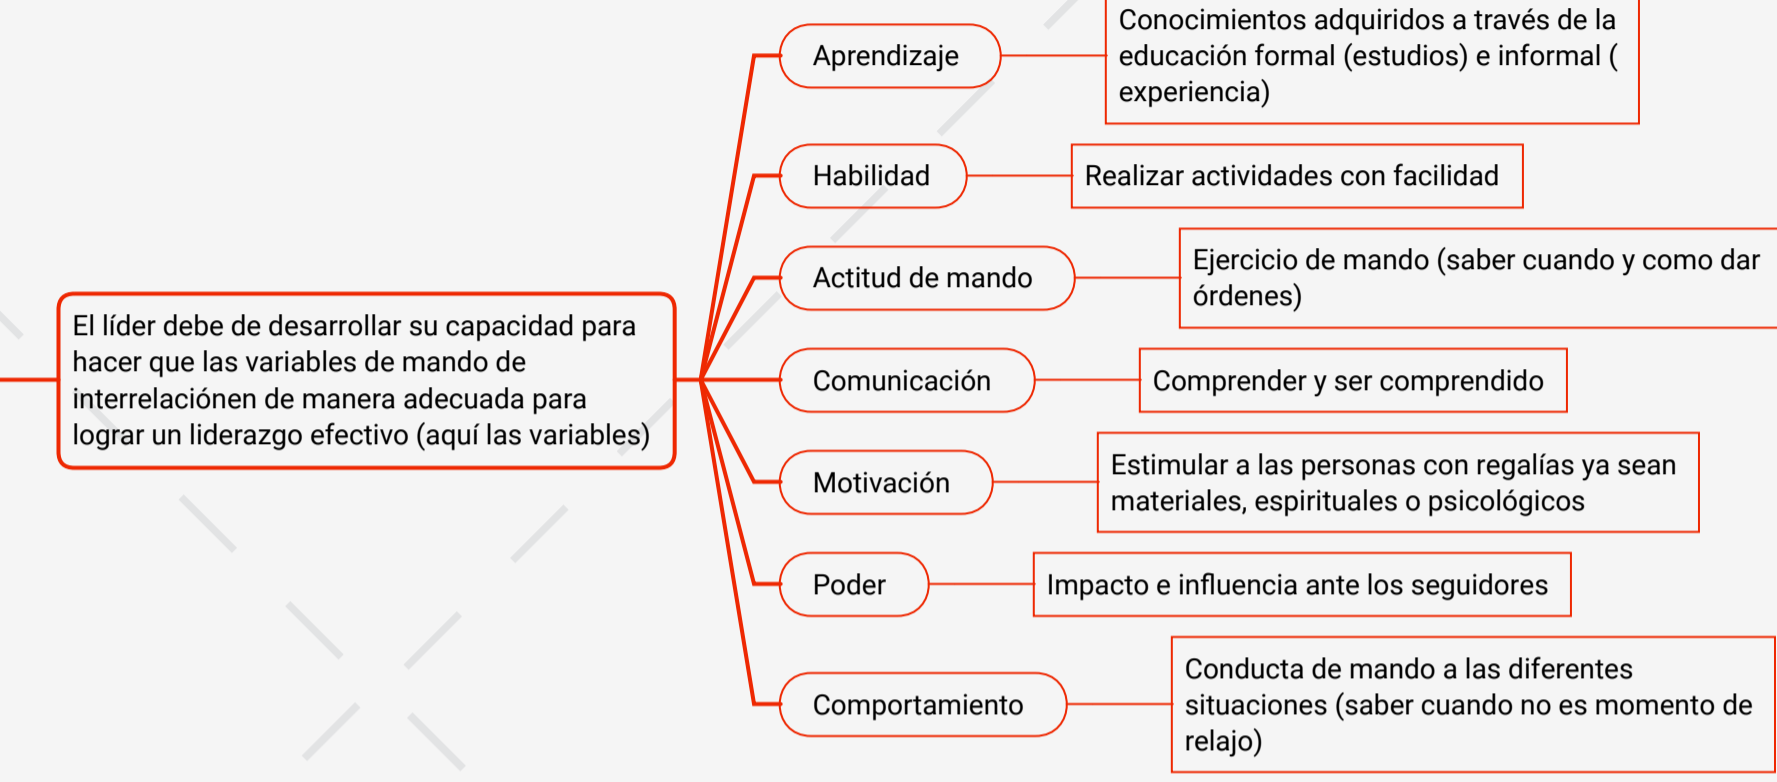 Conocimientos adquiridos a través de la
educación formal (estudios) e informal (
experiencia)
Aprendizaje
Habilidad
Realizar actividades con facilidad
Actitud de mando
Ejercicio de mando (saber cuando y como dar
órdenes)
El líder debe de desarrollar su capacidad para
hacer que las variables de mando de
interrelaciónen de manera adecuada para
lograr un liderazgo efectivo (aquí las variables)
Comunicación
Comprender y ser comprendido
Motivación
Estimular a las personas con regalías ya sean
materiales, espirituales o psicológicos
Poder
Impacto e influencia ante los seguidores
Comportamiento
Conducta de mando a las diferentes
situaciones (saber cuando no es momento de
relajo)